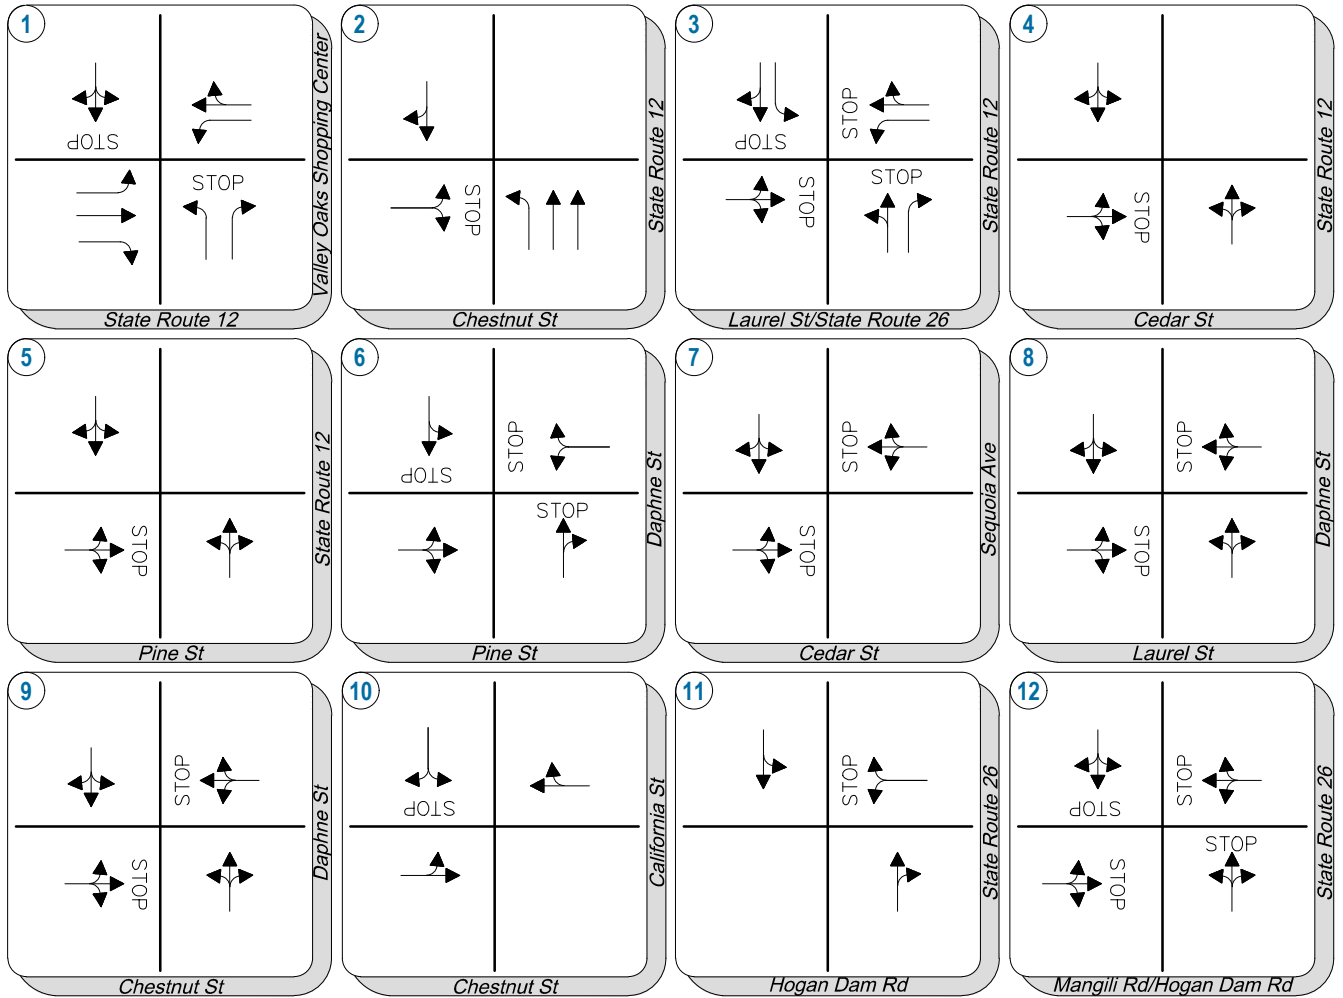 1
STOP
STOP
Valley Oaks Shopping Center
State Route 12
2
STOP
State Route 12
Chestnut St
3
STOP
STOP
STOP
STOP
State Route 12
Laurel St/State Route 26
4
STOP
State Route 12
Cedar St
5
STOP
State Route 12
Pine St
6
STOP
STOP
STOP
Daphne St
Pine St
7
STOP
STOP
Sequoia Ave
Cedar St
8
STOP
STOP
Daphne St
Laurel St
9
STOP
STOP
Daphne St
Chestnut St
10
STOP
California St
Chestnut St
11
STOP
State Route 26
Hogan Dam Rd
12
STOP
STOP
STOP
STOP
State Route 26
Mangili Rd/Hogan Dam Rd